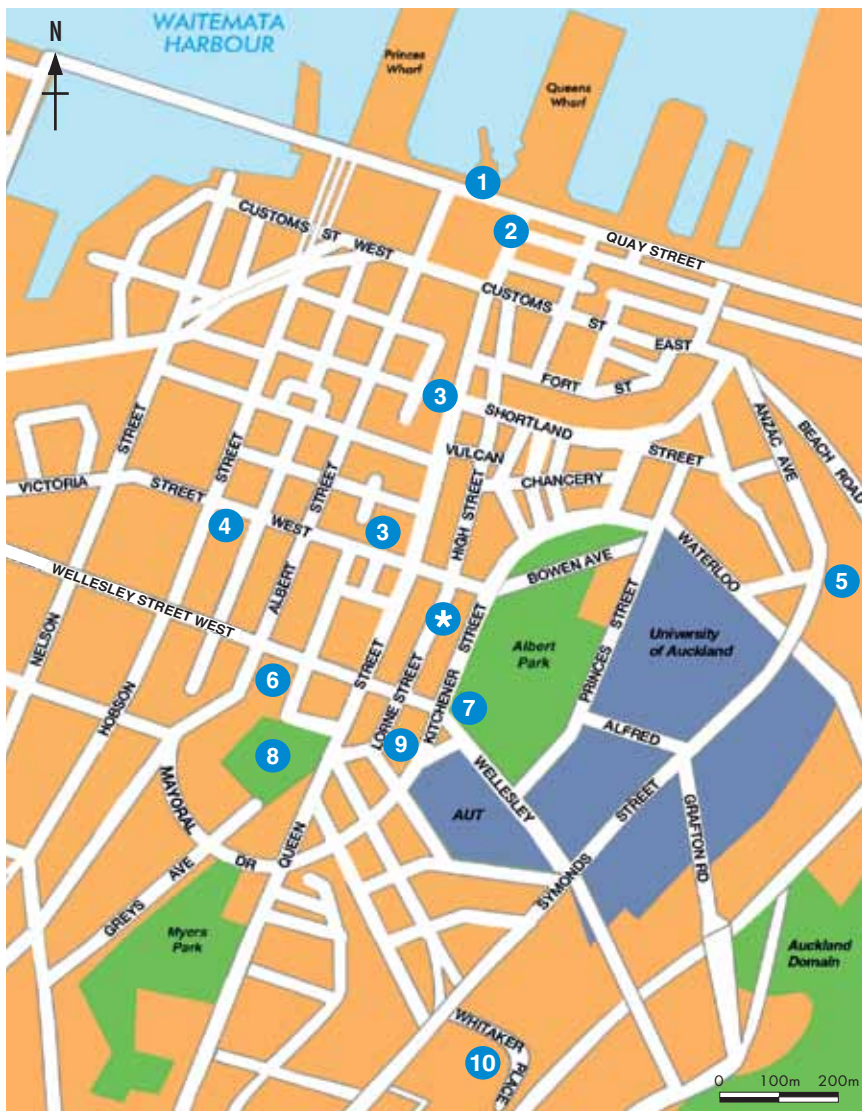 N
WAITEMATA
HARBOUR
Princes
Wharf
Queens
Wharf
1
2
QUAY STREET
CUSTOMS ST WEST
CUSTOMS ST EAST
FORT ST
3
SHORTLAND STREET
ANZAC AVE
BEACH ROAD
VULCAN
CHANCERY
HIGH STREET
STREET
STREET
STREET
VICTORIA STREET WEST
4
3
BOWEN AVE
WATERLOO
5
WELLESLEY STREET WEST
ALBERT
*
KITCHENER STREET
Albert
Park
PRINCES STREET
University
of Auckland
NELSON
HOBSON
6
STREET
LORNE STREET
7
8
9
ALFRED
WELLESLEY
MAYORAL DR
QUEEN
AUT
SYMONDS STREET
GRAFTON RD
GREYS AVE
Myers
Park
Auckland
Domain
WHITAKER PLACE
10
0 100m 200m